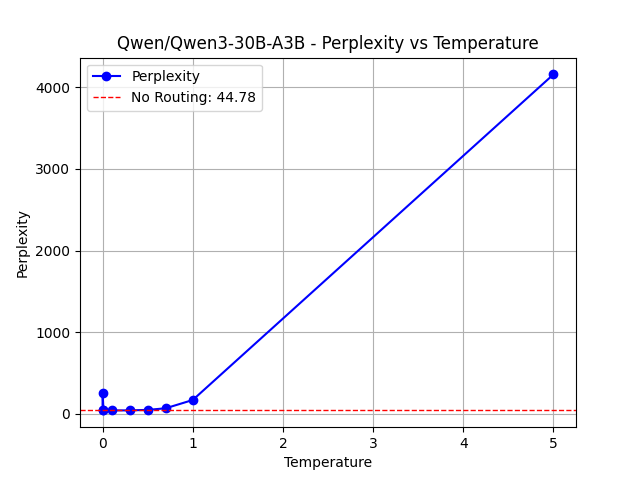 Qwen/Qwen3-30B-A3B - Perplexity vs Temperature
Perplexity
No Routing: 44.78
4000
3000
2000
1000
0
Perplexity
0 1 2 3 4 5
Temperature